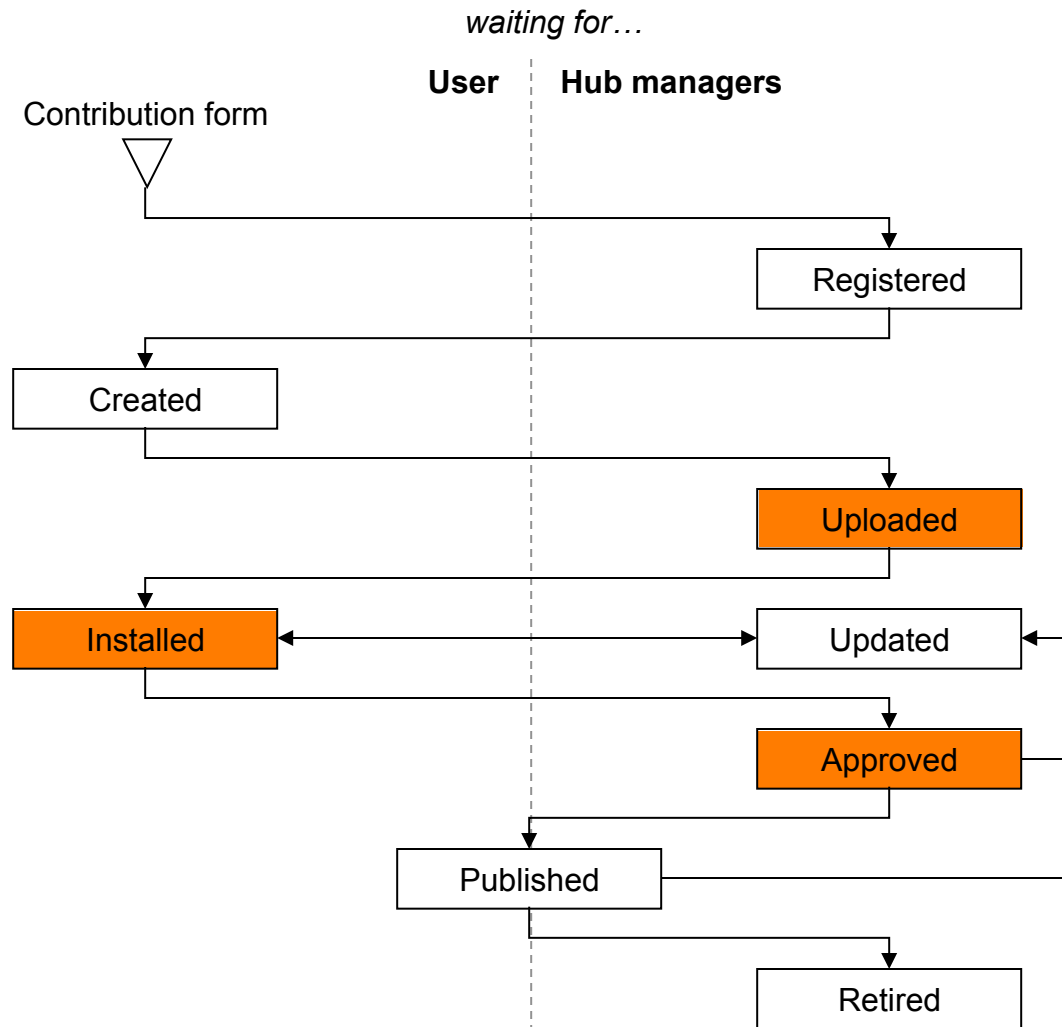 waiting for…
User
Hub managers
Contribution form
Registered
Created
Uploaded
Installed
Updated
Approved
Published
Retired